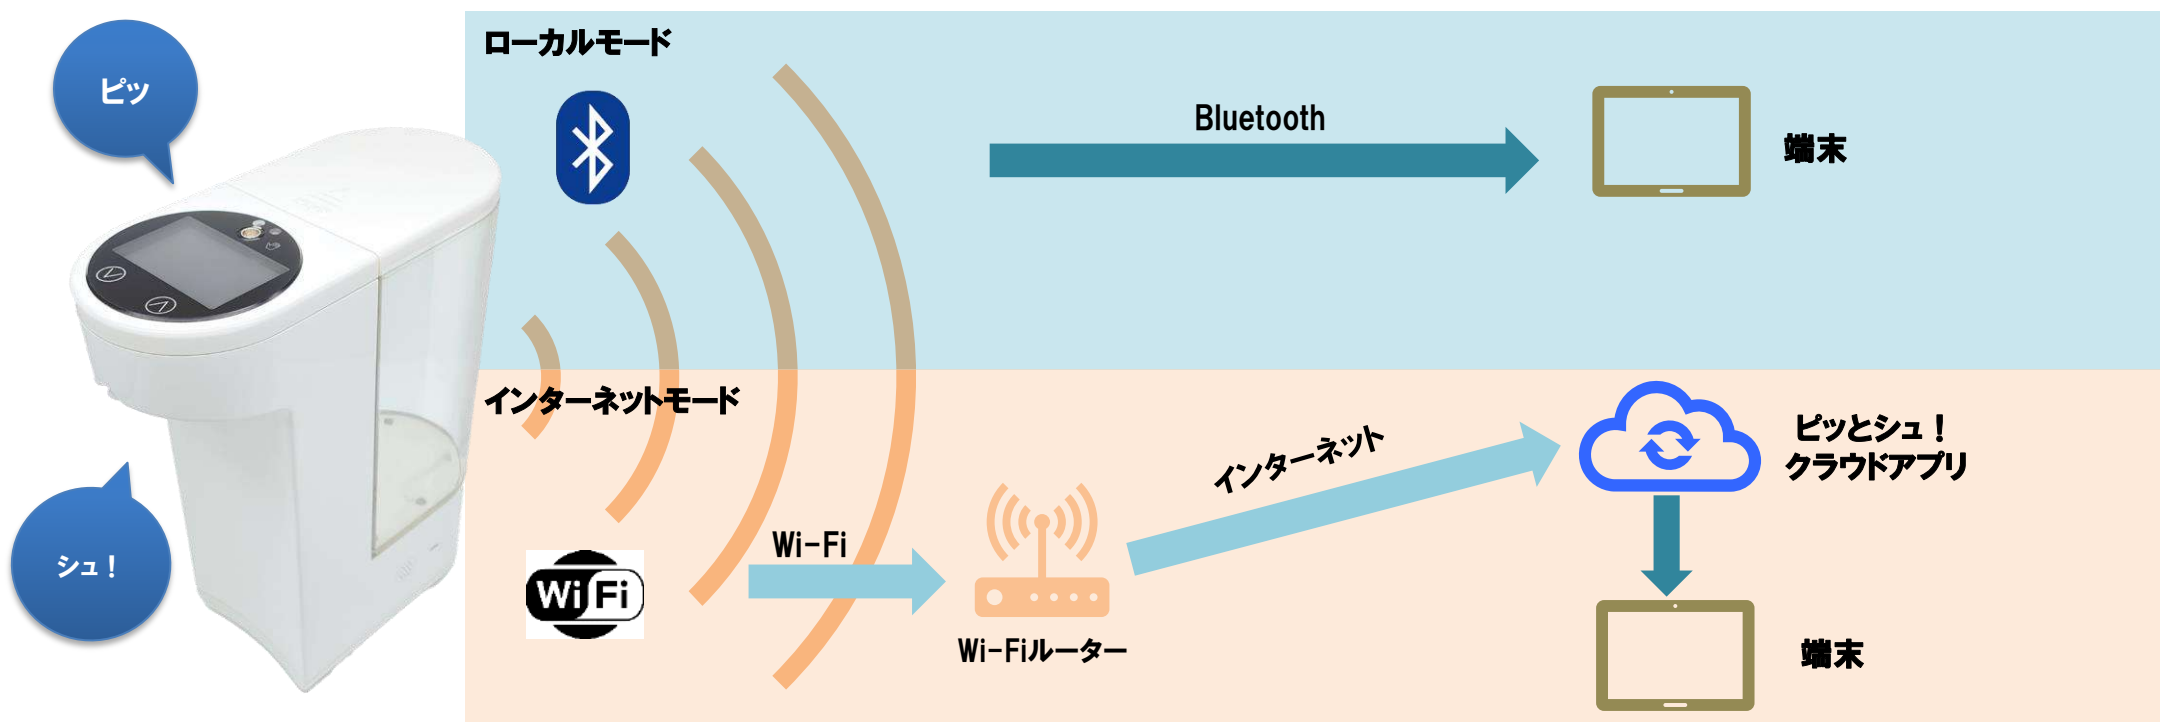 ピッ
シュ！
ローカルモード
Bluetooth
端末
インターネットモード
Wi Fi
Wi-Fi
Wi-Fiルーター
インターネット
ピッとシュ！
クラウドアプリ
端末